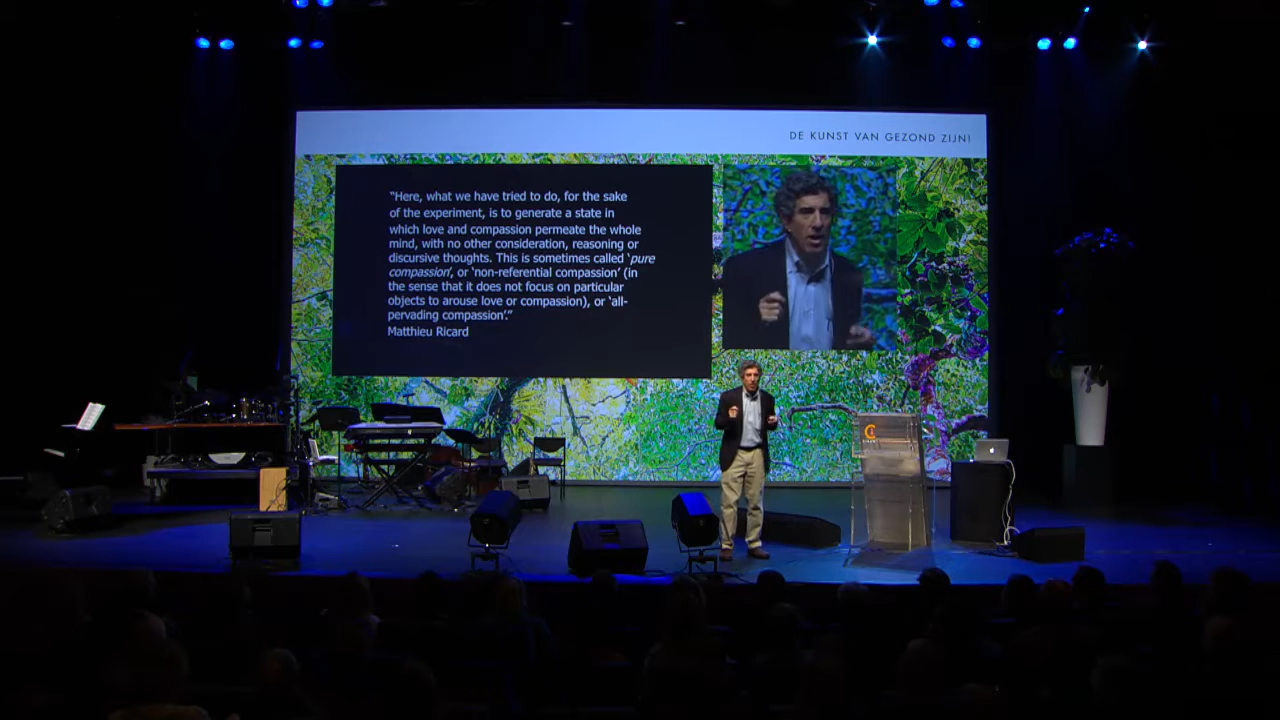 DE KUNST VAN GEZOND ZIJN!
“Here, what we have tried to do, for the sake
of the experiment, is to generate a state in
which love and compassion permeate the whole
mind, with no other consideration, reasoning or
discursive thoughts. This is sometimes called ‘pure
compassion’, or ‘non-referential compassion’ (in
the sense that it does not focus on particular
objects to arouse love or compassion), or ‘all-
pervading compassion’.”
Matthieu Ricard